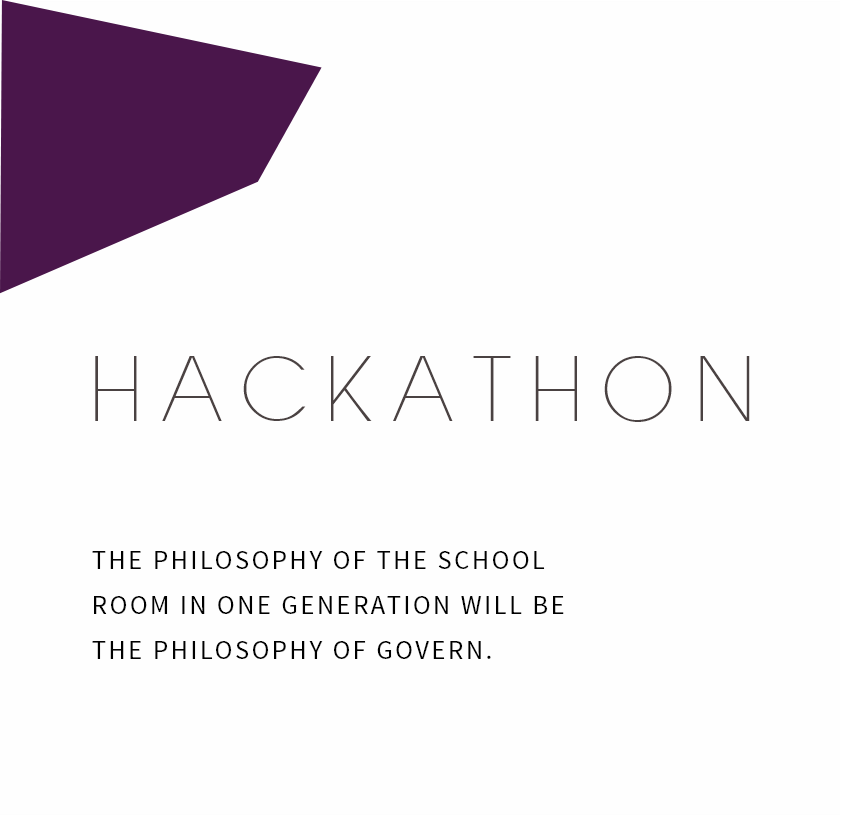 HACKATHON
THE PHILOSOPHY OF THE SCHOOL
ROOM IN ONE GENERATION WILL BE
THE PHILOSOPHY OF GOVERN.